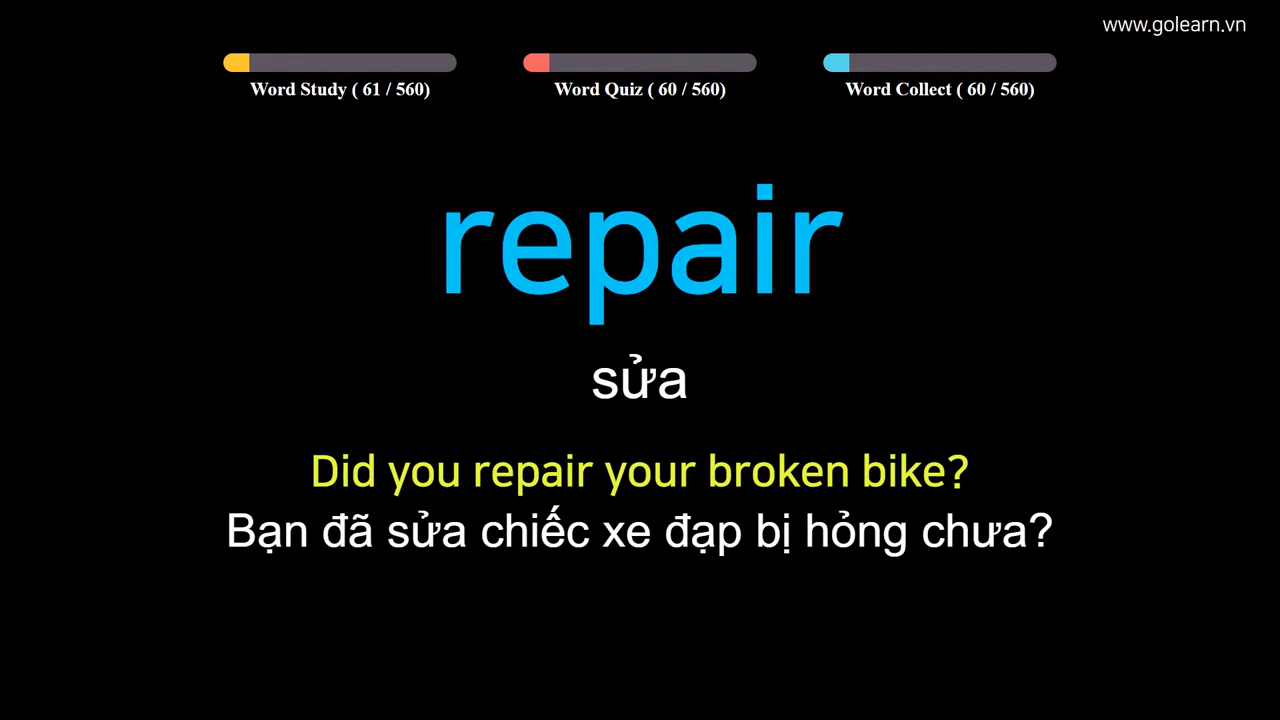 www.golearn.vn
Word Study ( 61 / 560)
Word Quiz ( 60 / 560)
Word Collect ( 60 / 560)
repair
sửa
Did you repair your broken bike?
Bạn đã sửa chiếc xe đạp bị hỏng chưa?